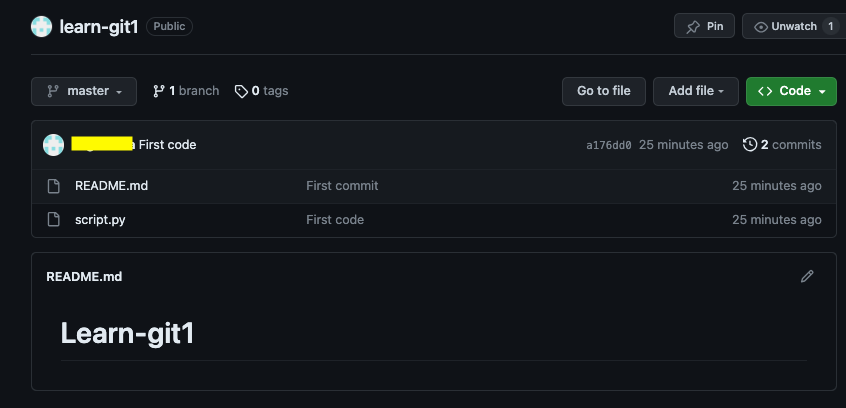 learn-git1 Public Pin Unwatch 1
master 1 branch 0 tags Go to file Add file Code
First code a176dd0 25 minutes ago 2 commits
README.md First commit 25 minutes ago
script.py First code 25 minutes ago
README.md
Learn-git1